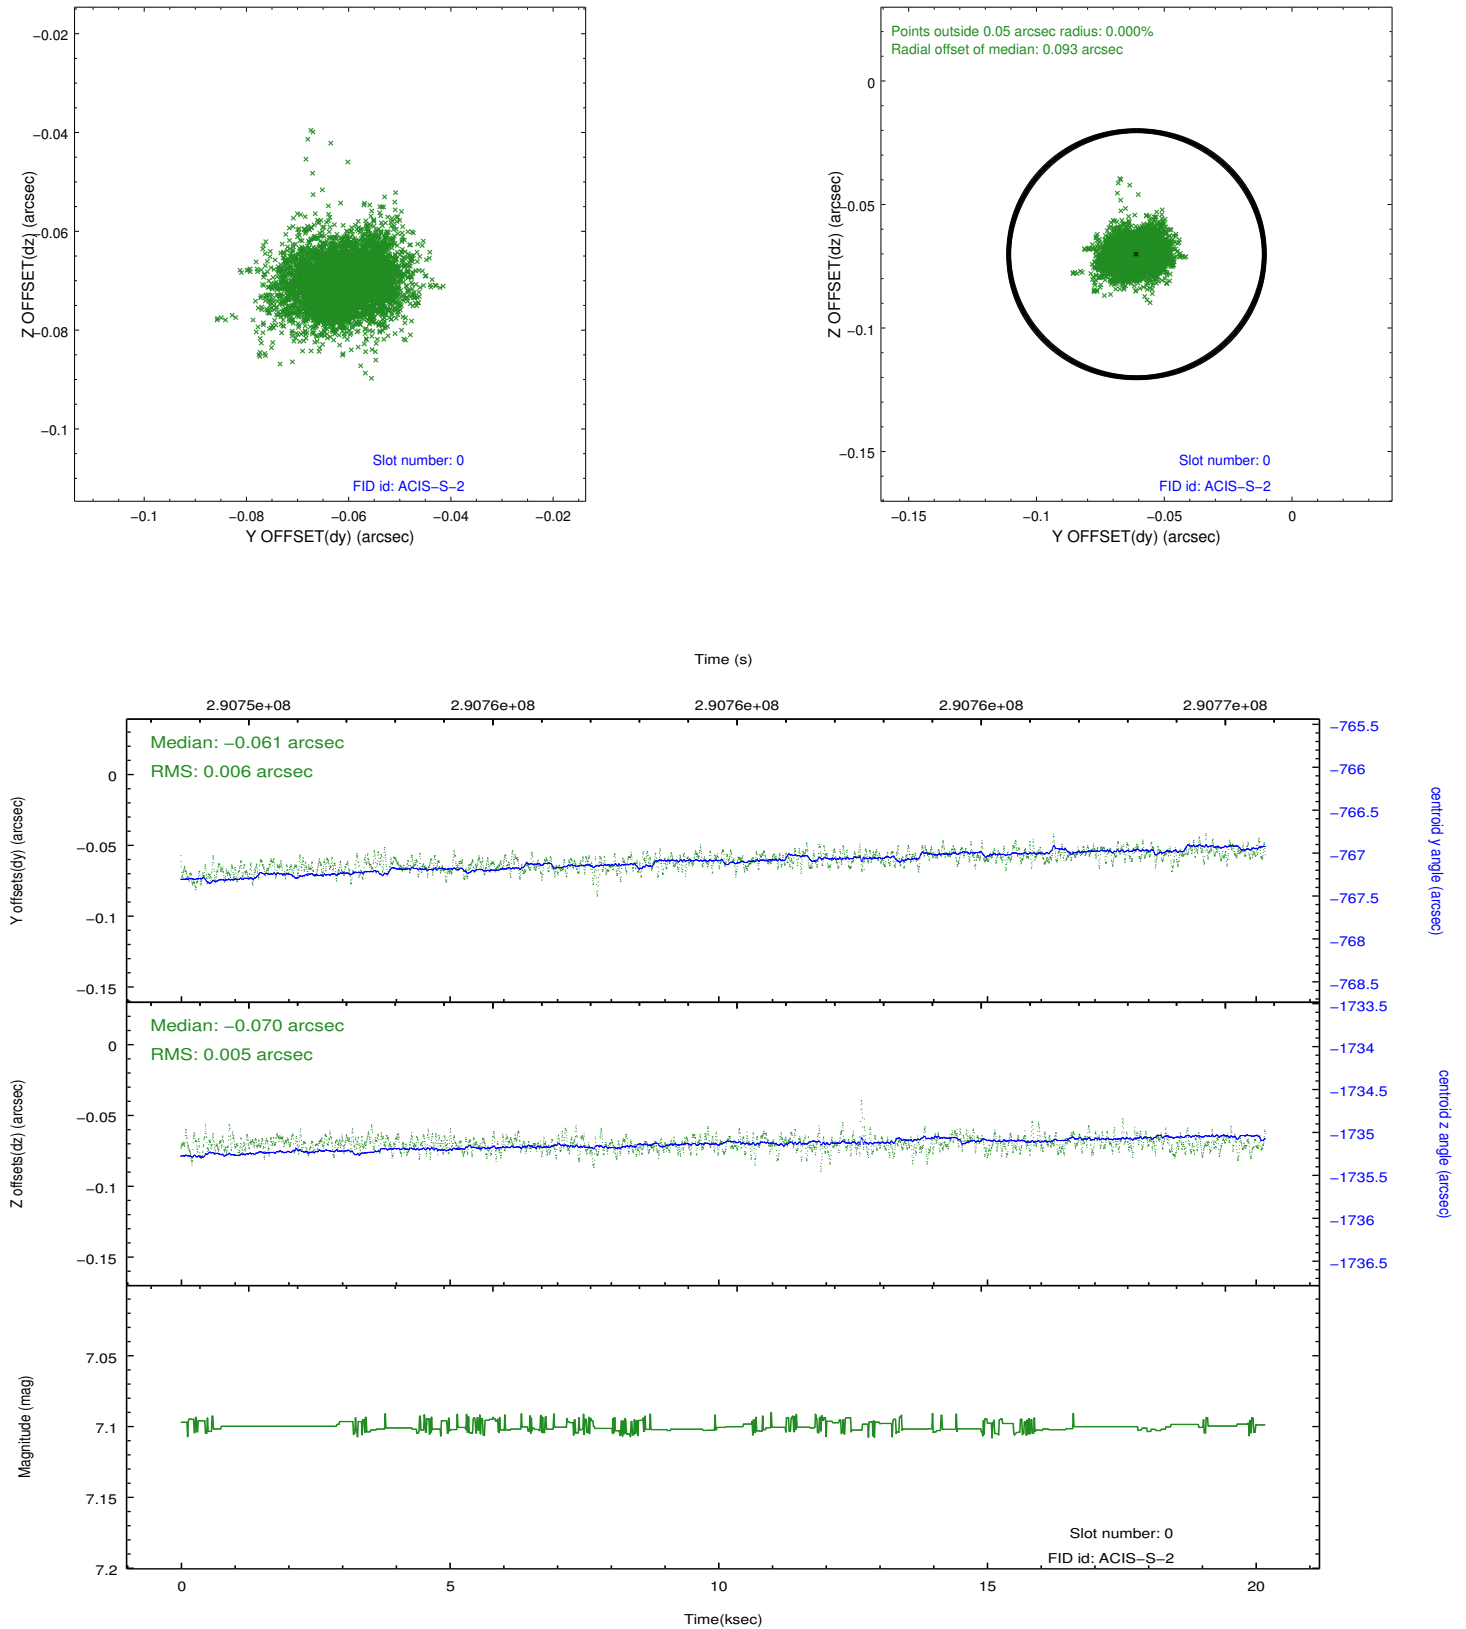 −0.02
−0.04
−0.06
−0.08
−0.1
Z OFFSET(dz) (arcsec)
Slot number: 0
FID id: ACIS−S−2
−0.1
−0.08
−0.06
−0.04
−0.02
Y OFFSET(dy) (arcsec)
Points outside 0.05 arcsec radius: 0.000%
Radial offset of median: 0.093 arcsec
0
−0.05
−0.1
−0.15
Z OFFSET(dz) (arcsec)
Slot number: 0
FID id: ACIS−S−2
−0.15
−0.1
−0.05
0
Y OFFSET(dy) (arcsec)
Time (s)
2.9075e+08
2.9076e+08
2.9076e+08
2.9076e+08
2.9077e+08
Median: −0.061 arcsec
RMS: 0.006 arcsec
0
−0.05
−0.1
−0.15
Y offsets(dy) (arcsec)
−765.5
−766
−766.5
−767
−767.5
−768
−768.5
centroid y angle (arcsec)
Median: −0.070 arcsec
RMS: 0.005 arcsec
0
−0.05
−0.1
−0.15
Z offsets(dz) (arcsec)
−1733.5
−1734
−1734.5
−1735
−1735.5
−1736
−1736.5
centroid z angle (arcsec)
7.05
7.1
7.15
7.2
Magnitude (mag)
Slot number: 0
FID id: ACIS−S−2
0
5
10
15
20
Time(ksec)